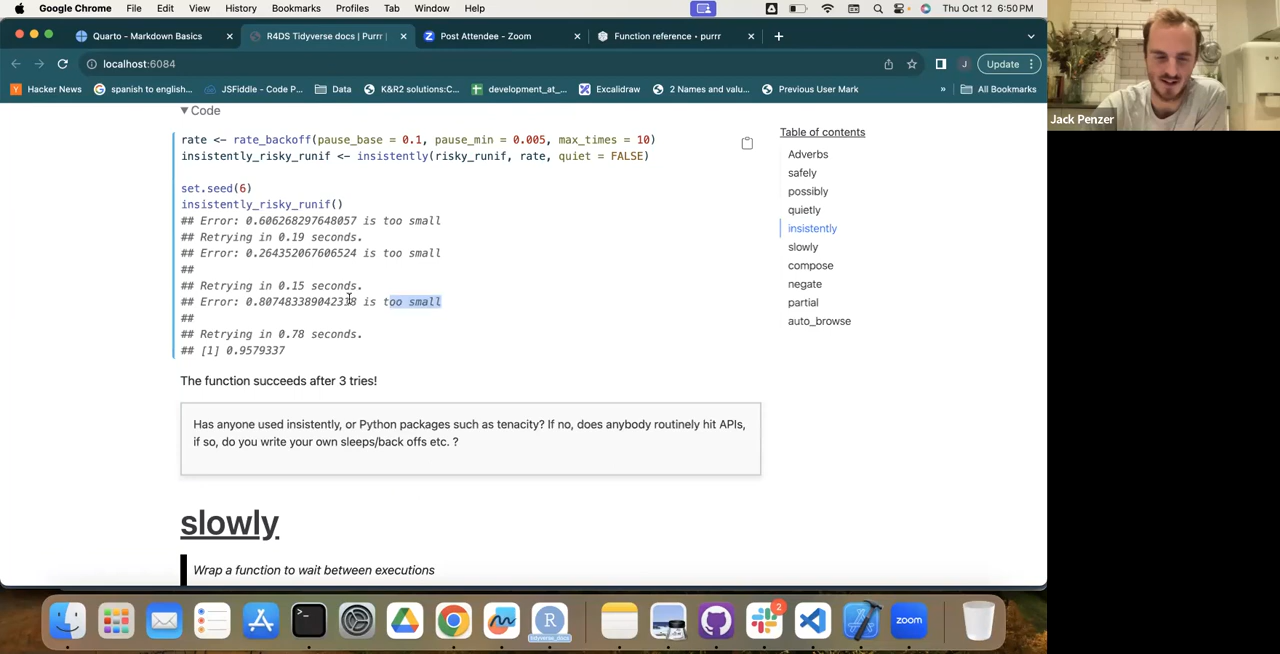 Google Chrome File Edit View History Bookmarks Profiles Tab Window Help Thu Oct 12 6:50 PM
Quarto - Markdown Basics R4DS Tidyverse docs | Purrr Post Attendee - Zoom Function reference • purrr
localhost:6084 J Update
Hacker News spanish to english... JSFiddle - Code P... Data K&R2 solutions:C... development_at_... Excalidraw 2 Names and valu... Previous User Mark » All Bookmarks
Jack Penzer
Code
rate <- rate_backoff(pause_base = 0.1, pause_min = 0.005, max_times = 10)
insistently_risky_runif <- insistently(risky_runif, rate, quiet = FALSE)
set.seed(6)
insistently_risky_runif()
## Error: 0.606268297648057 is too small
## Retrying in 0.19 seconds.
## Error: 0.264352067606524 is too small
##
## Retrying in 0.15 seconds.
## Error: 0.807483389042318 is too small
##
## Retrying in 0.78 seconds.
## [1] 0.9579337
The function succeeds after 3 tries!
Has anyone used insistently, or Python packages such as tenacity? If no, does anybody routinely hit APIs,
if so, do you write your own sleeps/back offs etc. ?
slowly
Wrap a function to wait between executions
Table of contents
Adverbs
safely
possibly
quietly
insistently
slowly
compose
negate
partial
auto_browse
2
R
tidyverse_docs
zoom